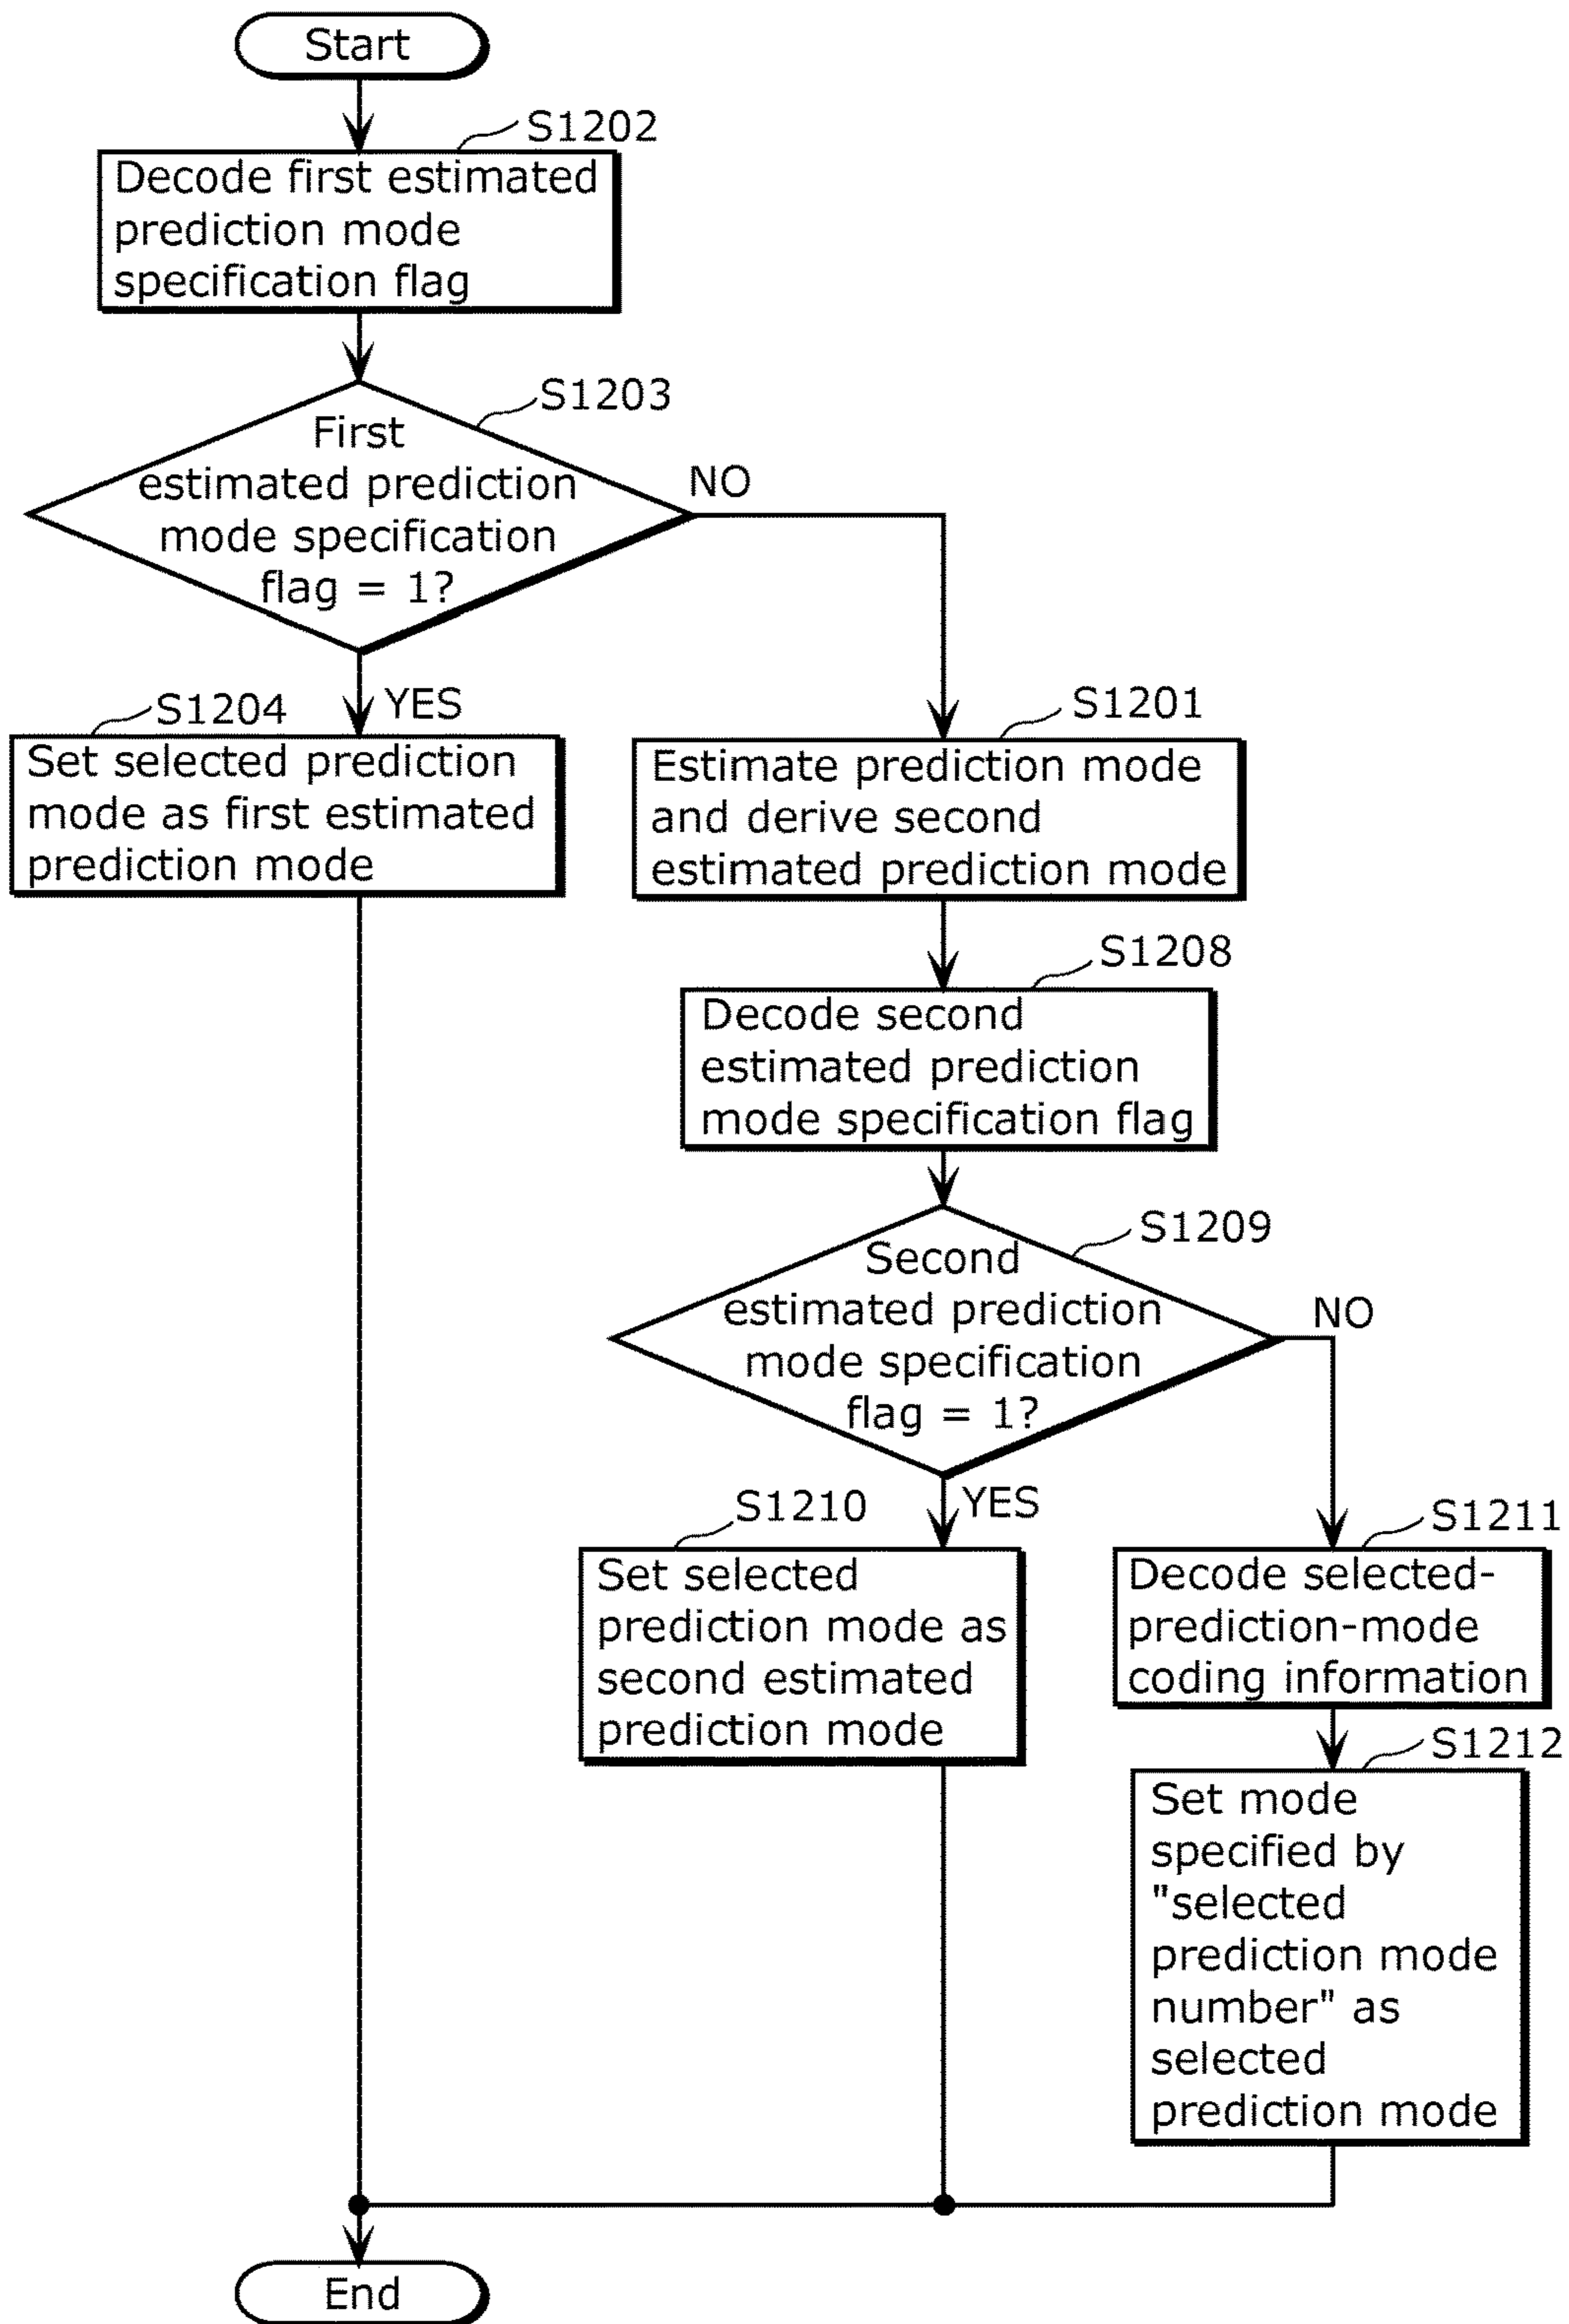 Start
S1202
Decode first estimated
prediction mode
specification flag
S1203
First
estimated prediction
mode specification
flag = 1?
NO
YES
S1204
Set selected prediction
mode as first estimated
prediction mode
S1201
Estimate prediction mode
and derive second
estimated prediction mode
S1208
Decode second
estimated prediction
mode specification flag
S1209
Second
estimated prediction
mode specification
flag = 1?
NO
YES
S1210
Set selected
prediction mode as
second estimated
prediction mode
S1211
Decode selected-
prediction-mode
coding information
S1212
Set mode
specified by
"selected
prediction mode
number" as
selected
prediction mode
End